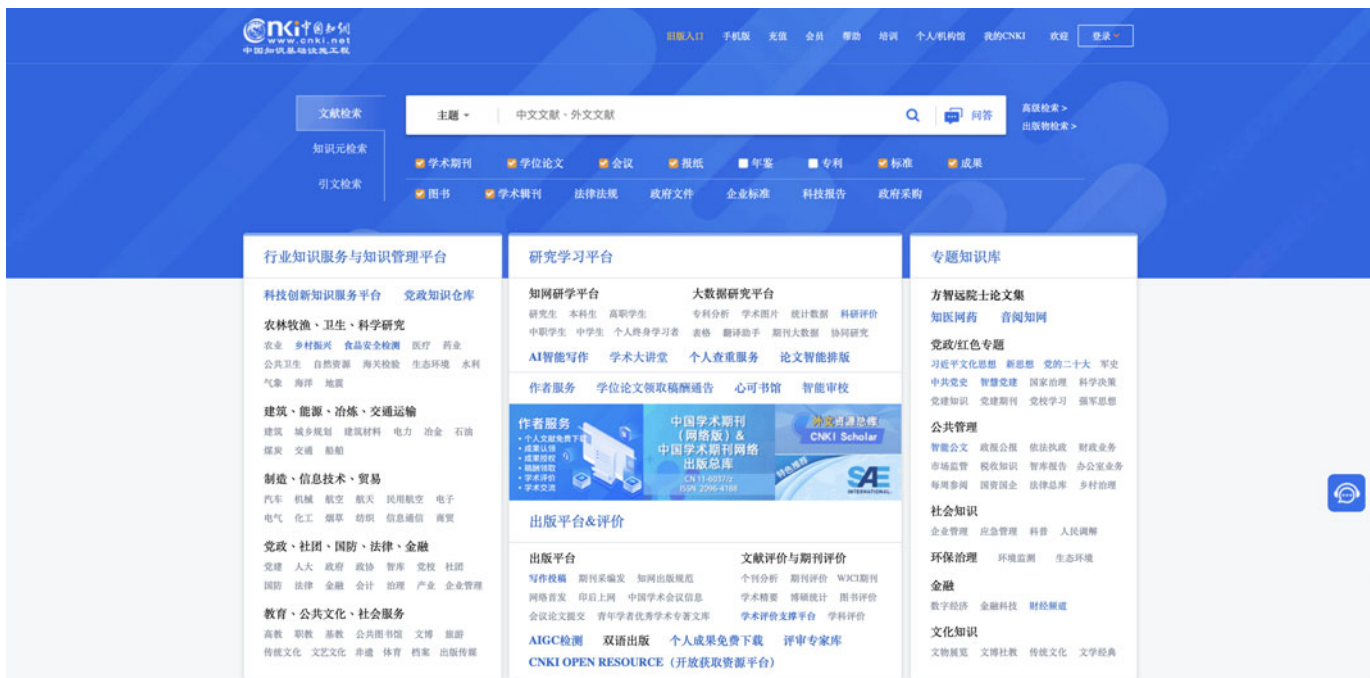 Cnki中国知网
www.cnki.net
中国知识基础设施工程
旧版入口 手机版 充值 会员 帮助 培训 个人/机构馆 我的CNKI 欢迎 登录
文献检索
主题 中文文献、外文文献 问答
高级检索 >
出版物检索 >
知识元检索
引文检索
学术期刊 学位论文 会议 报纸 年鉴 专利 标准 成果
图书 学术辑刊 法律法规 政府文件 企业标准 科技报告 政府采购
行业知识服务与知识管理平台
科技创新知识服务平台 党政知识仓库
农林牧渔、卫生、科学研究
农业 乡村振兴 食品安全检测 医疗 药业
公共卫生 自然资源 海关检验 生态环境 水利
气象 海洋 地震
建筑、能源、冶炼、交通运输
建筑 城乡规划 建筑材料 电力 冶金 石油
煤炭 交通 船舶
制造、信息技术、贸易
汽车 机械 航空 航天 民用航空 电子
电气 化工 烟草 纺织 信息通信 商贸
党政、社团、国防、法律、金融
党建 人大 政府 政协 智库 党校 社团
国防 法律 金融 会计 治理 产业 企业管理
教育、公共文化、社会服务
高教 职教 基教 公共图书馆 文博 旅游
传统文化 文艺文化 非遗 体育 档案 出版传媒
研究学习平台
知网研学平台 大数据研究平台
研究生 本科生 高职学生 专利分析 学术图片 统计数据 科研评价
中职学生 中学生 个人终身学习者 表格 翻译助手 期刊大数据 协同研究
AI智能写作 学术大讲堂 个人查重服务 论文智能排版
作者服务 学位论文领取稿酬通告 心可书馆 智能审校
作者服务
• 个人文献免费下载
• 成果认领
• 成果授权
• 稿酬领取
• 学术评价
• 学术交流
中国学术期刊
（网络版）&
中国学术期刊网络
出版总库
CN 11-6037/z
ISSN 2096-4188
外文资源总库
CNKI Scholar
特色推荐
SAE
INTERNATIONAL
出版平台&评价
出版平台 文献评价与期刊评价
写作投稿 期刊采编发 知网出版规范 个刊分析 期刊评价 WJCI期刊
网络首发 印后上网 中国学术会议信息 学术精要 博硕统计 图书评价
会议论文提交 青年学者优秀学术专著文库 学术评价支撑平台 学科评价
AIGC检测 双语出版 个人成果免费下载 评审专家库
CNKI OPEN RESOURCE（开放获取资源平台）
专题知识库
方智远院士论文集
知医网药 音阅知网
党政/红色专题
习近平文化思想 新思想 党的二十大 军史
中共党史 智慧党建 国家治理 科学决策
党建知识 党建期刊 党校学习 强军思想
公共管理
智能公文 政报公报 依法执政 财政业务
市场监管 税收知识 智库报告 办公室业务
每周参阅 国资国企 法律总库 乡村治理
社会知识
企业管理 应急管理 科普 人民调解
环保治理 环境监测 生态环境
金融
数字经济 金融科技 财经频道
文化知识
文物展览 文博社教 传统文化 文学经典